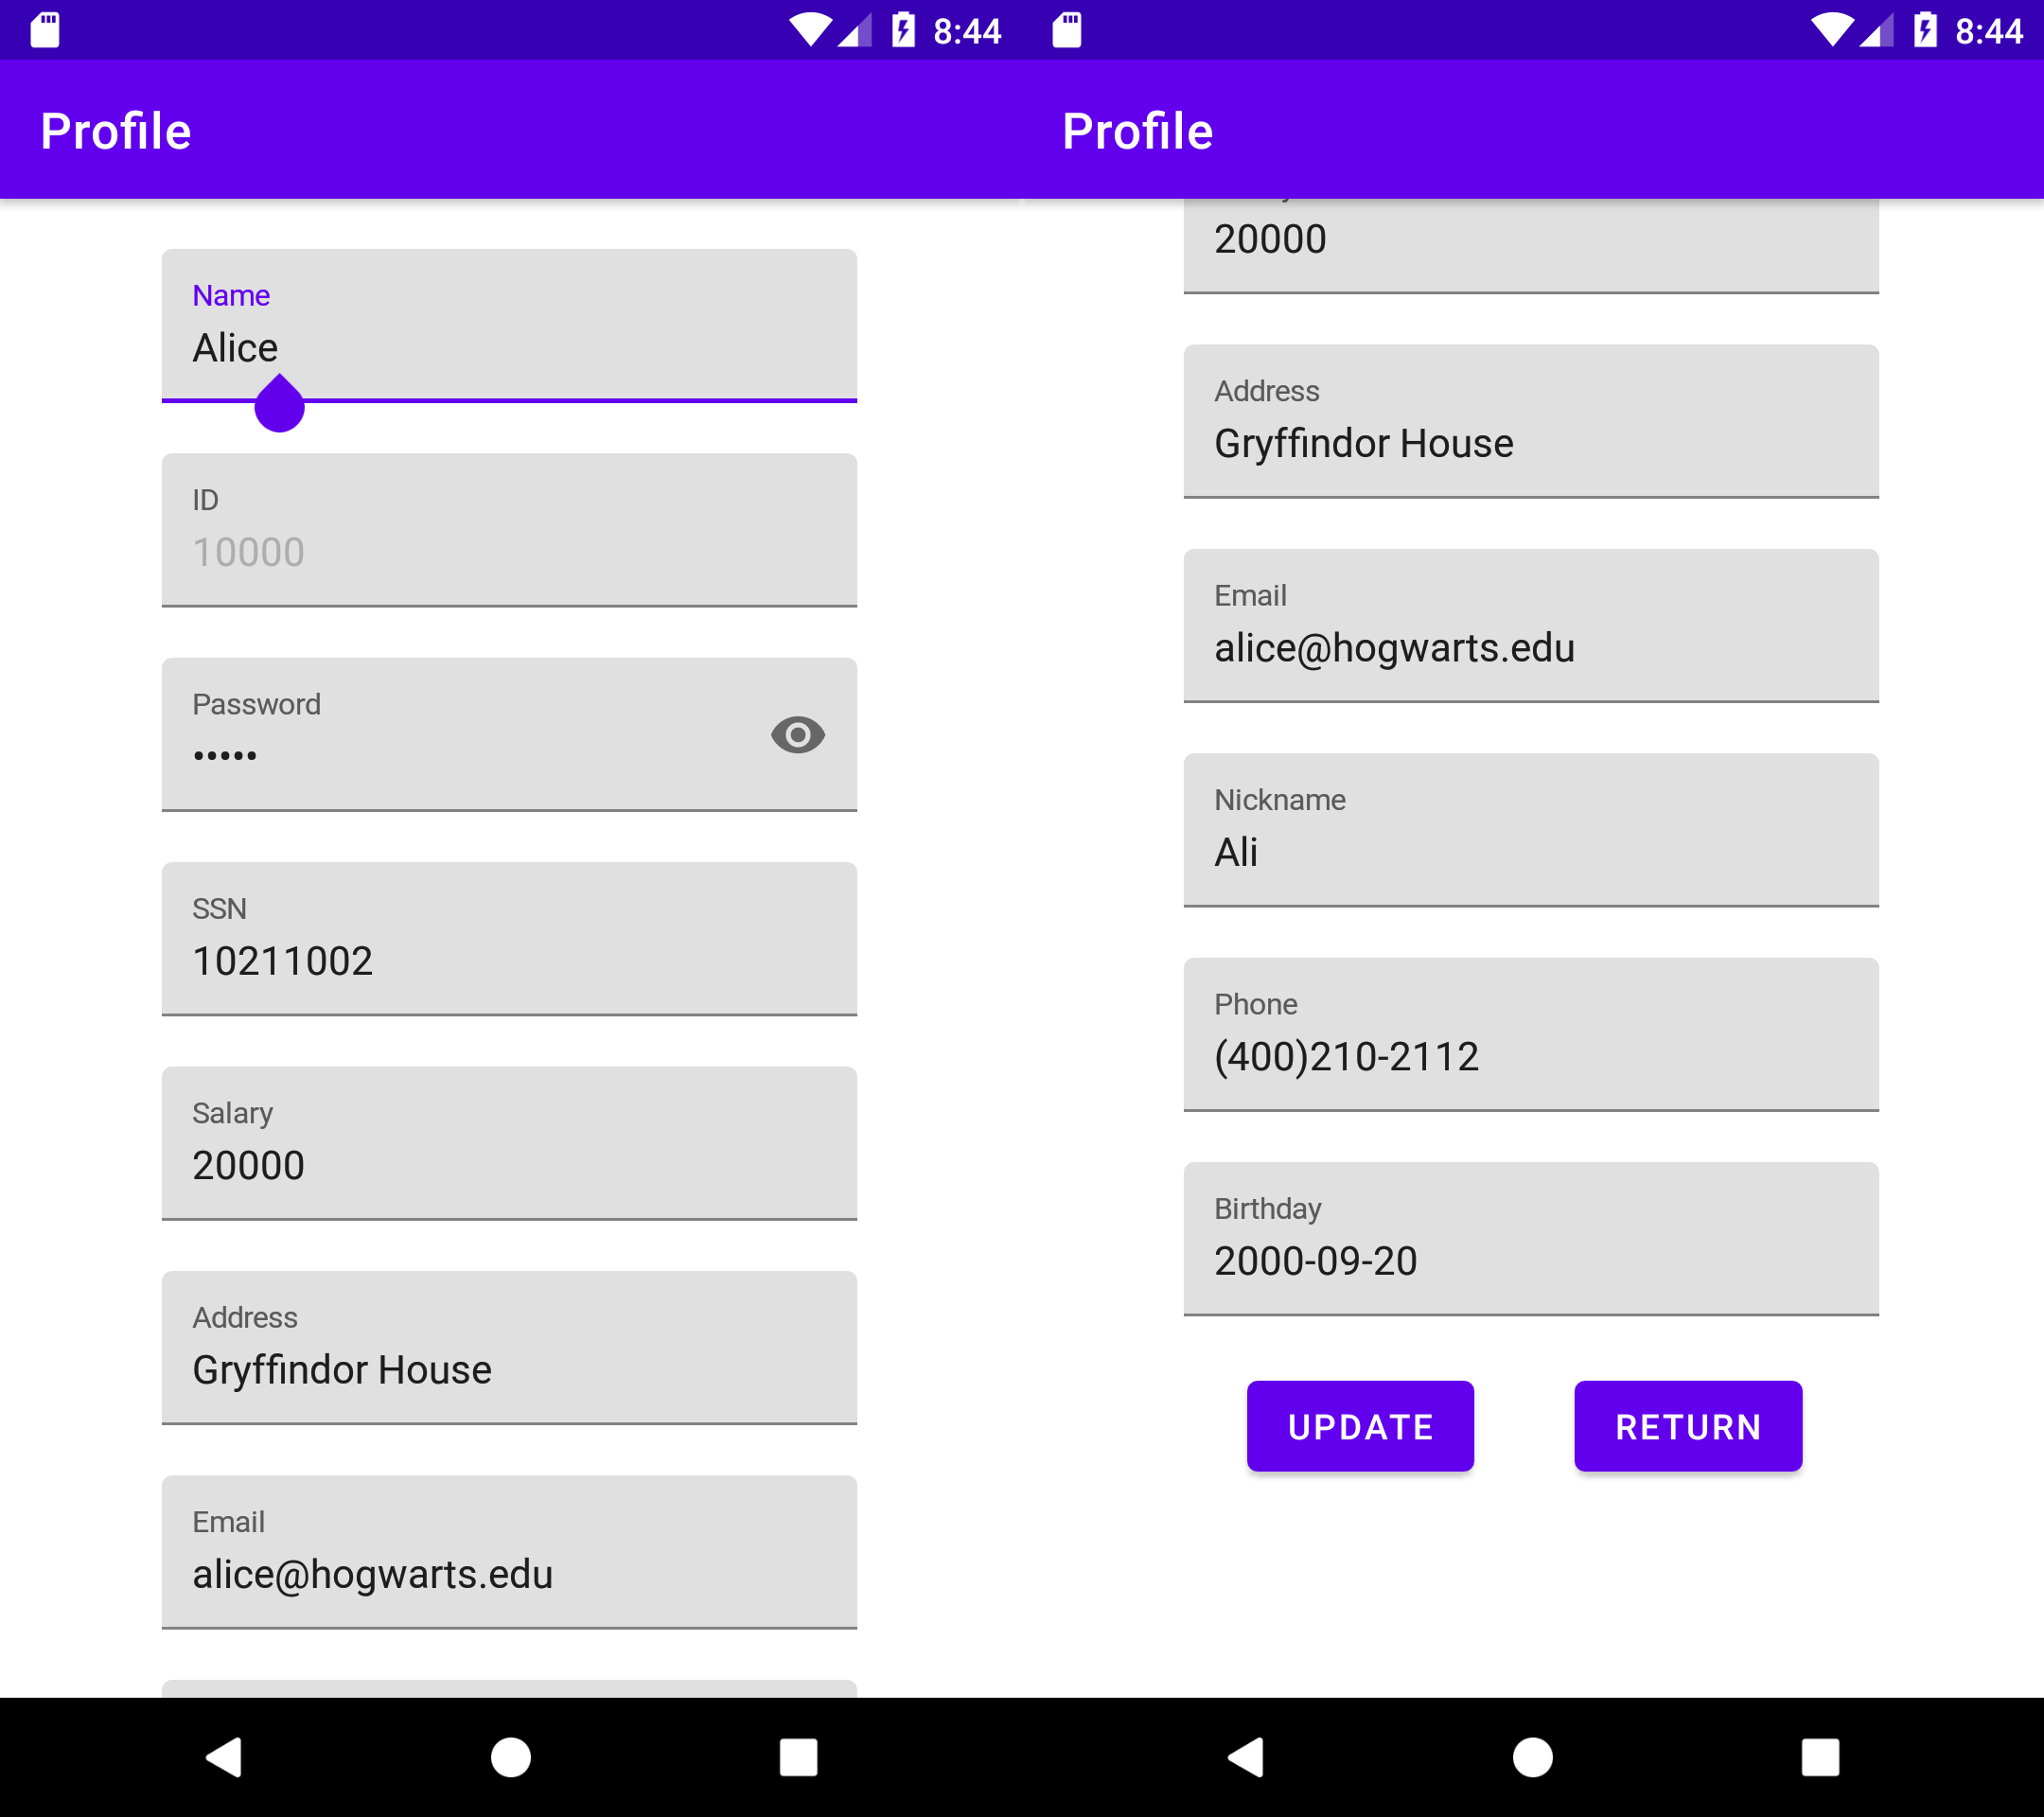 8:44
Profile
Name
Alice
ID
10000
Password
•••••
SSN
10211002
Salary
20000
Address
Gryffindor House
Email
alice@hogwarts.edu
8:44
Profile
20000
Address
Gryffindor House
Email
alice@hogwarts.edu
Nickname
Ali
Phone
(400)210-2112
Birthday
2000-09-20
UPDATE RETURN